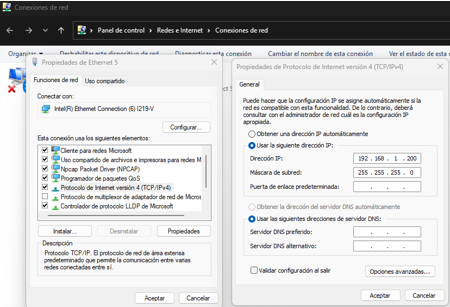 Conexiones de red
Panel de control > Redes e Internet > Conexiones de red
Organizar
Deshabilitar este dispositivo de red
Diagnosticar esta conexión
Cambiar el nombre de esta conexión
Ver el estado de esta c
Propiedades de Ethernet 5
Funciones de red
Uso compartido
Conectar con:
Intel(R) Ethernet Connection (6) I219-V
Configurar...
Esta conexión usa los siguientes elementos:
Cliente para redes Microsoft
Uso compartido de archivos e impresoras para redes M
Npcap Packet Driver (NPCAP)
Programador de paquetes QoS
Protocolo de Internet versión 4 (TCP/IPv4)
Protocolo de multiplexor de adaptador de red de Micros
Controlador de protocolo LLDP de Microsoft
Instalar...
Desinstalar
Propiedades
Descripción
Protocolo TCP/IP. El protocolo de red de área extensa
predeterminado que permite la comunicación entre varias
redes conectadas entre sí.
Aceptar
Cancelar
Propiedades de Protocolo de Internet versión 4 (TCP/IPv4)
General
Puede hacer que la configuración IP se asigne automáticamente si la
red es compatible con esta funcionalidad. De lo contrario, deberá
consultar con el administrador de red cuál es la configuración IP
apropiada.
Obtener una dirección IP automáticamente
Usar la siguiente dirección IP:
Dirección IP:
192 . 168 . 1 . 200
Máscara de subred:
255 . 255 . 255 . 0
Puerta de enlace predeterminada:
Obtener la dirección del servidor DNS automáticamente
Usar las siguientes direcciones de servidor DNS:
Servidor DNS preferido:
Servidor DNS alternativo:
Validar configuración al salir
Opciones avanzadas...
Aceptar
Cancelar